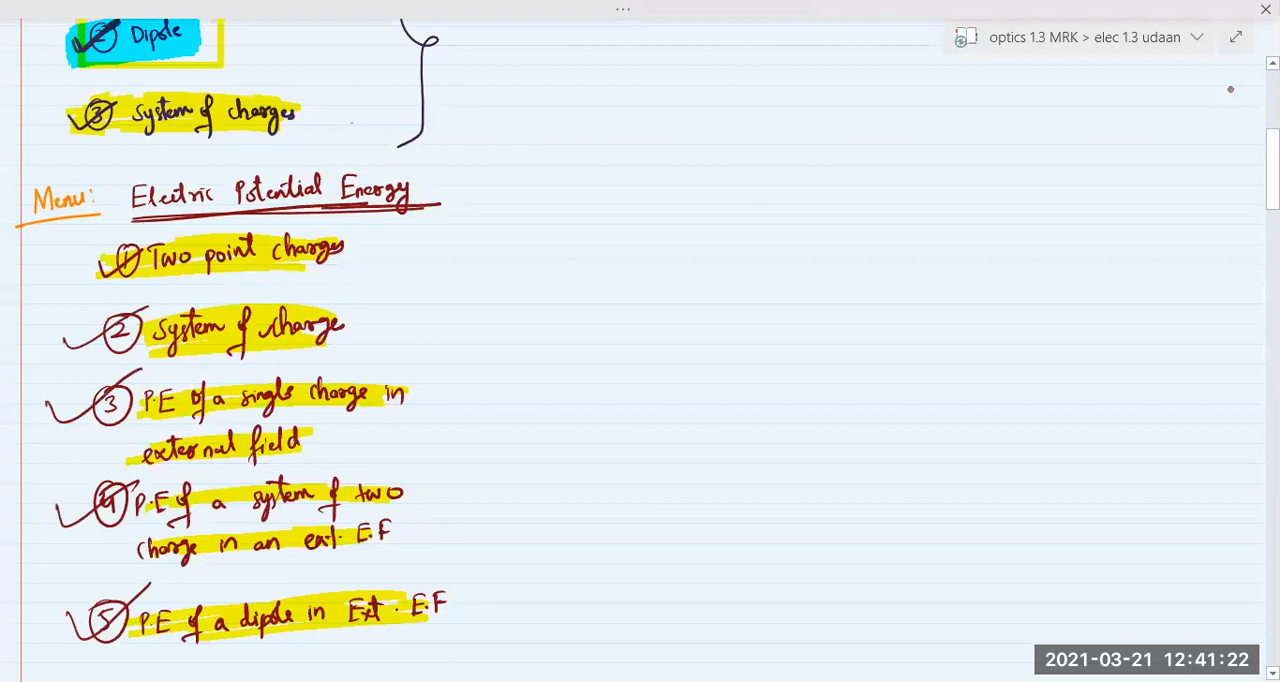 ...
optics 1.3 MRK > elec 1.3 udaan
② Dipole
③ System of charges
Menu: Electric Potential Energy
① Two point charges
② System of charge
③ P.E of a single charge in
external field
④ P.E of a system of two
charge in an ext. E.F
⑤ P.E of a dipole in Ext. E.F
2021-03-21 12:41:22